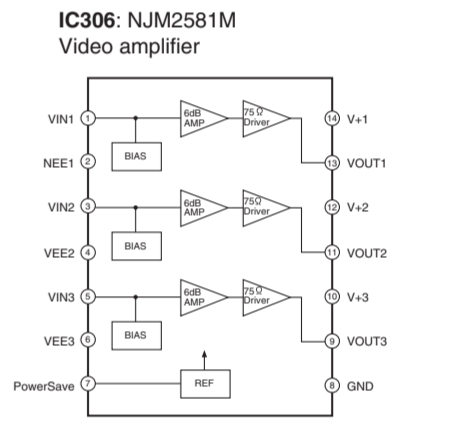 IC306: NJM2581M
Video amplifier
VIN1 1 6dB AMP 75Ω Driver 14 V+1
NEE1 2 BIAS 13 VOUT1
VIN2 3 6dB AMP 75Ω Driver 12 V+2
VEE2 4 BIAS 11 VOUT2
VIN3 5 6dB AMP 75Ω Driver 10 V+3
VEE3 6 BIAS 9 VOUT3
PowerSave 7 REF 8 GND